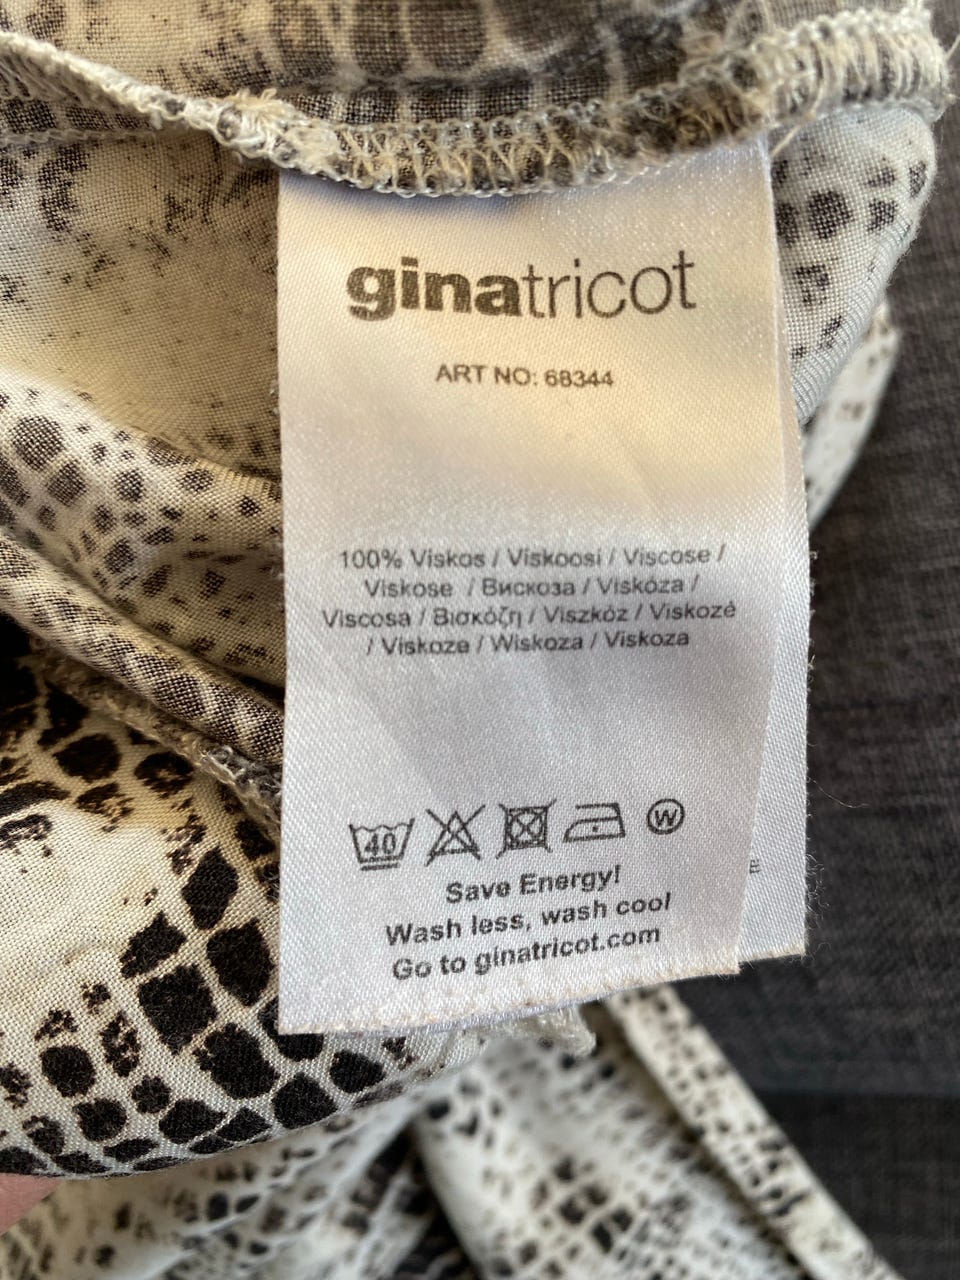 ginatricot
ART NO: 68344
100% Viskos / Viskoosi / Viscose /
Viskose / Вискоза / Viskóza /
Viscosa / Βισκόζη / Viszkóz / Viskozė
/ Viskoze / Wiskoza / Viskoza
40
W
Save Energy!
Wash less, wash cool
Go to ginatricot.com
E